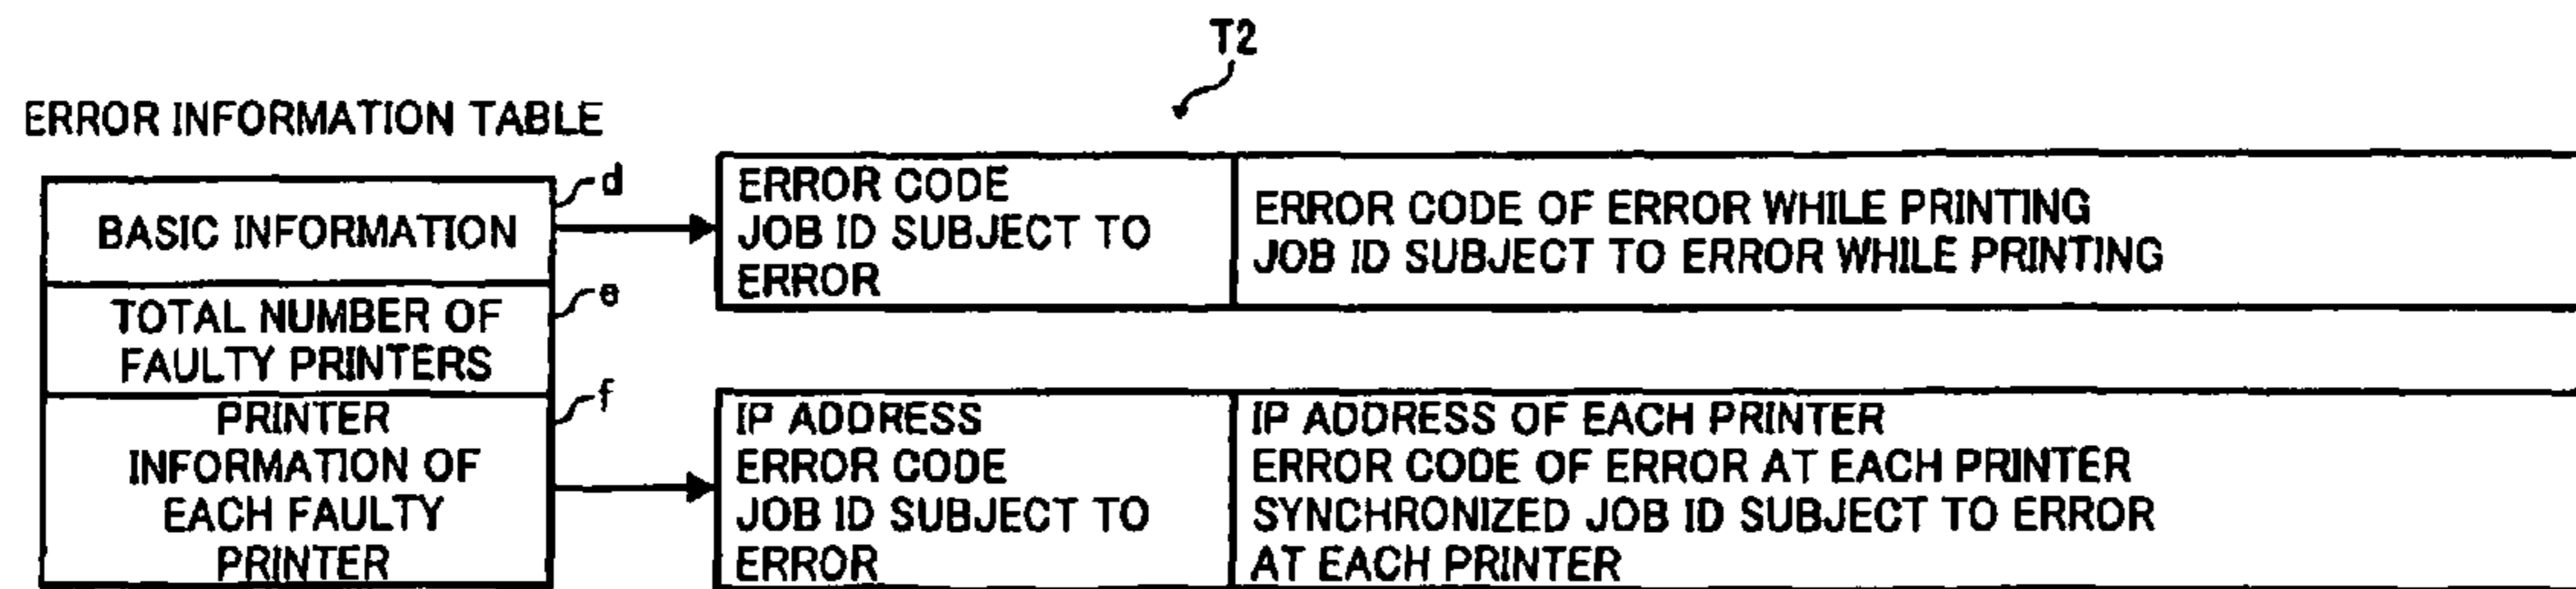 T2
ERROR INFORMATION TABLE
BASIC INFORMATION
d
TOTAL NUMBER OF
FAULTY PRINTERS
e
PRINTER
INFORMATION OF
EACH FAULTY
PRINTER
f
ERROR CODE
JOB ID SUBJECT TO
ERROR
ERROR CODE OF ERROR WHILE PRINTING
JOB ID SUBJECT TO ERROR WHILE PRINTING
IP ADDRESS
ERROR CODE
JOB ID SUBJECT TO
ERROR
IP ADDRESS OF EACH PRINTER
ERROR CODE OF ERROR AT EACH PRINTER
SYNCHRONIZED JOB ID SUBJECT TO ERROR
AT EACH PRINTER